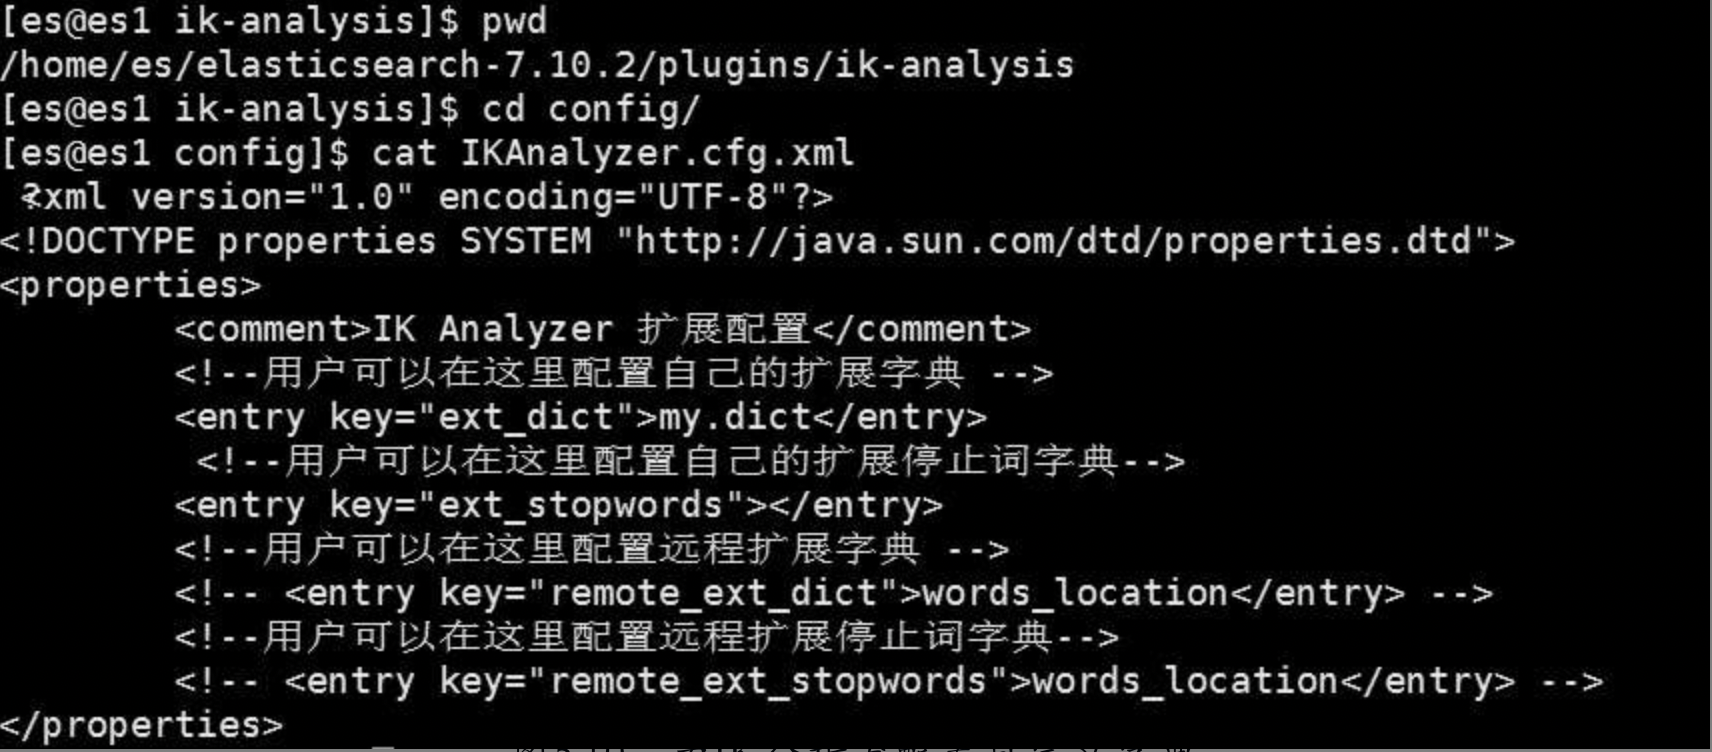 [es@es1 ik-analysis]$ pwd
/home/es/elasticsearch-7.10.2/plugins/ik-analysis
[es@es1 ik-analysis]$ cd config/
[es@es1 config]$ cat IKAnalyzer.cfg.xml
?xml version="1.0" encoding="UTF-8"?>
<!DOCTYPE properties SYSTEM "http://java.sun.com/dtd/properties.dtd">
<properties>
<comment>IK Analyzer 扩展配置</comment>
<!--用户可以在这里配置自己的扩展字典 -->
<entry key="ext_dict">my.dict</entry>
<!--用户可以在这里配置自己的扩展停止词字典-->
<entry key="ext_stopwords"></entry>
<!--用户可以在这里配置远程扩展字典 -->
<!-- <entry key="remote_ext_dict">words_location</entry> -->
<!--用户可以在这里配置远程扩展停止词字典-->
<!-- <entry key="remote_ext_stopwords">words_location</entry> -->
</properties>